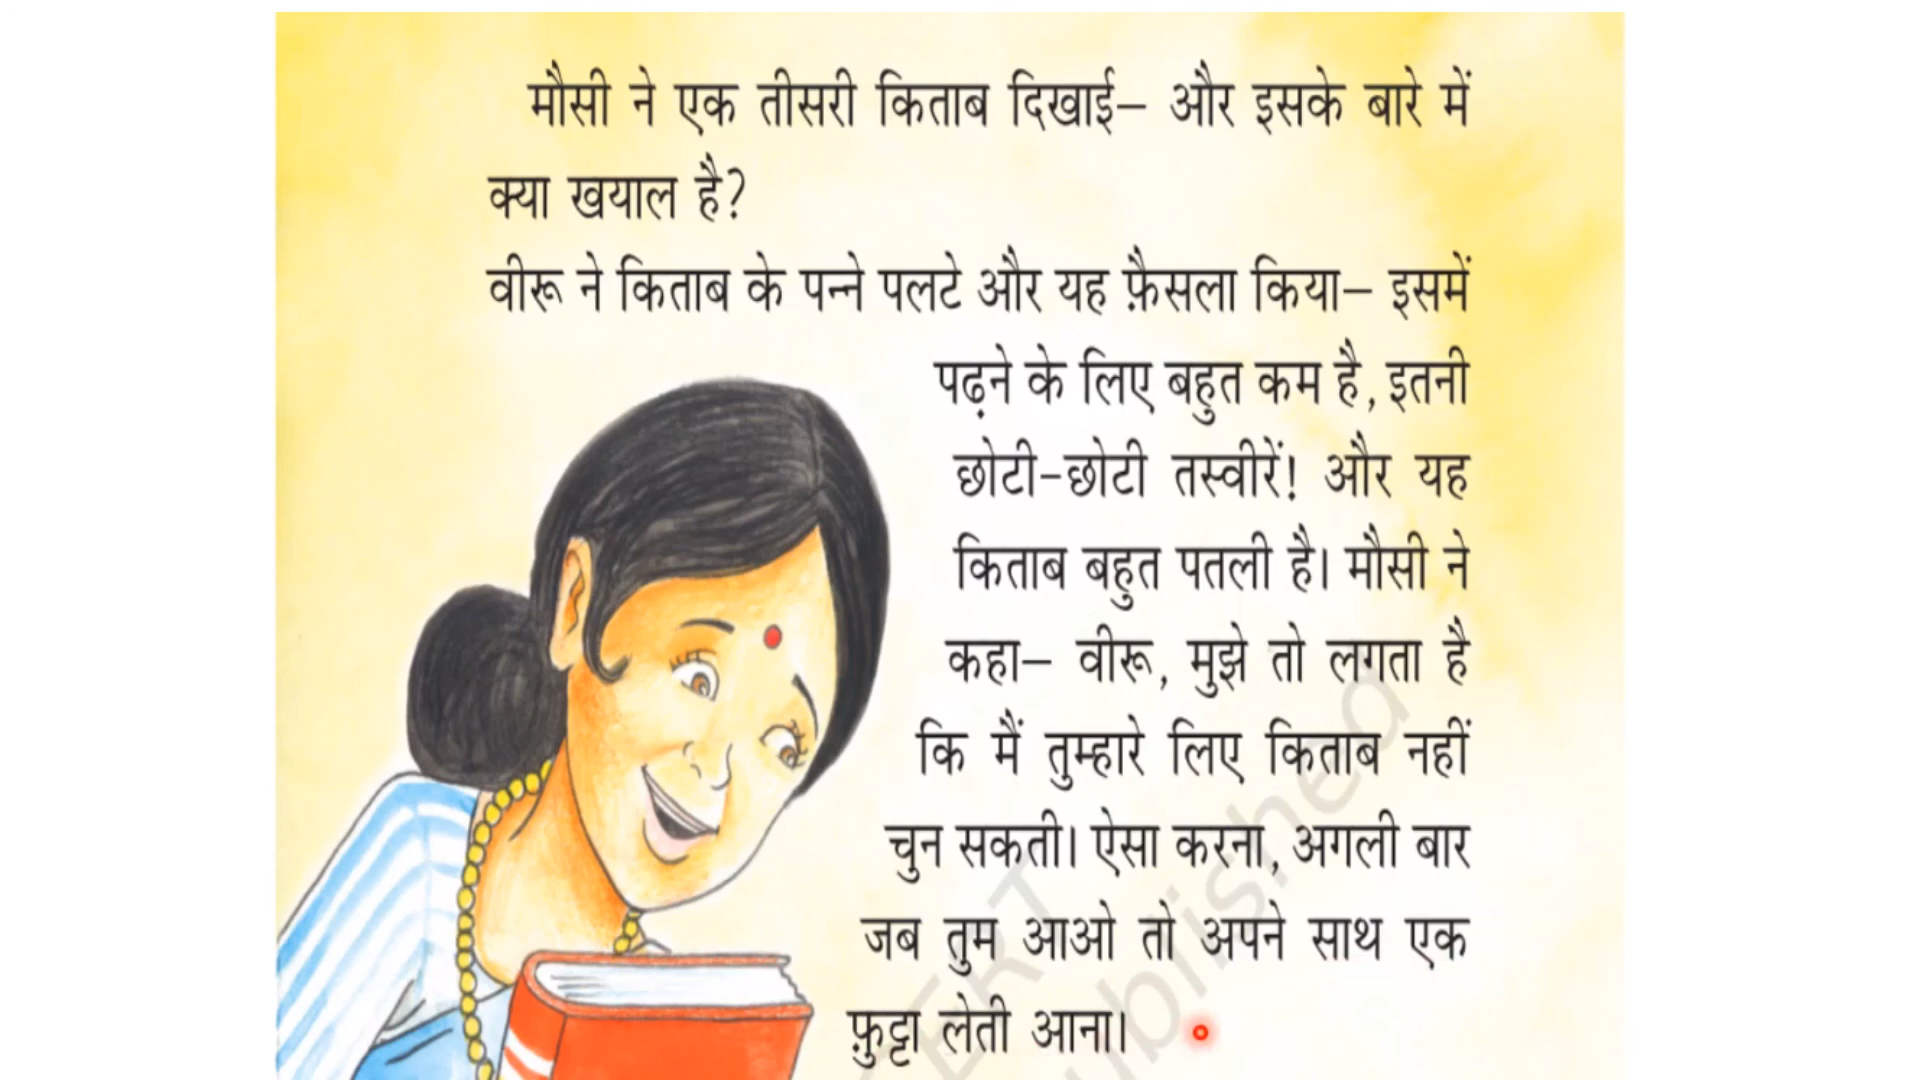 मौसी ने एक तीसरी किताब दिखाई– और इसके बारे में
क्या खयाल है?
वीरू ने किताब के पन्ने पलटे और यह फ़ैसला किया– इसमें
पढ़ने के लिए बहुत कम है, इतनी
छोटी-छोटी तस्वीरें! और यह
किताब बहुत पतली है। मौसी ने
कहा– वीरू, मुझे तो लगता है
कि मैं तुम्हारे लिए किताब नहीं
चुन सकती। ऐसा करना, अगली बार
जब तुम आओ तो अपने साथ एक
फ़ुट्टा लेती आना।